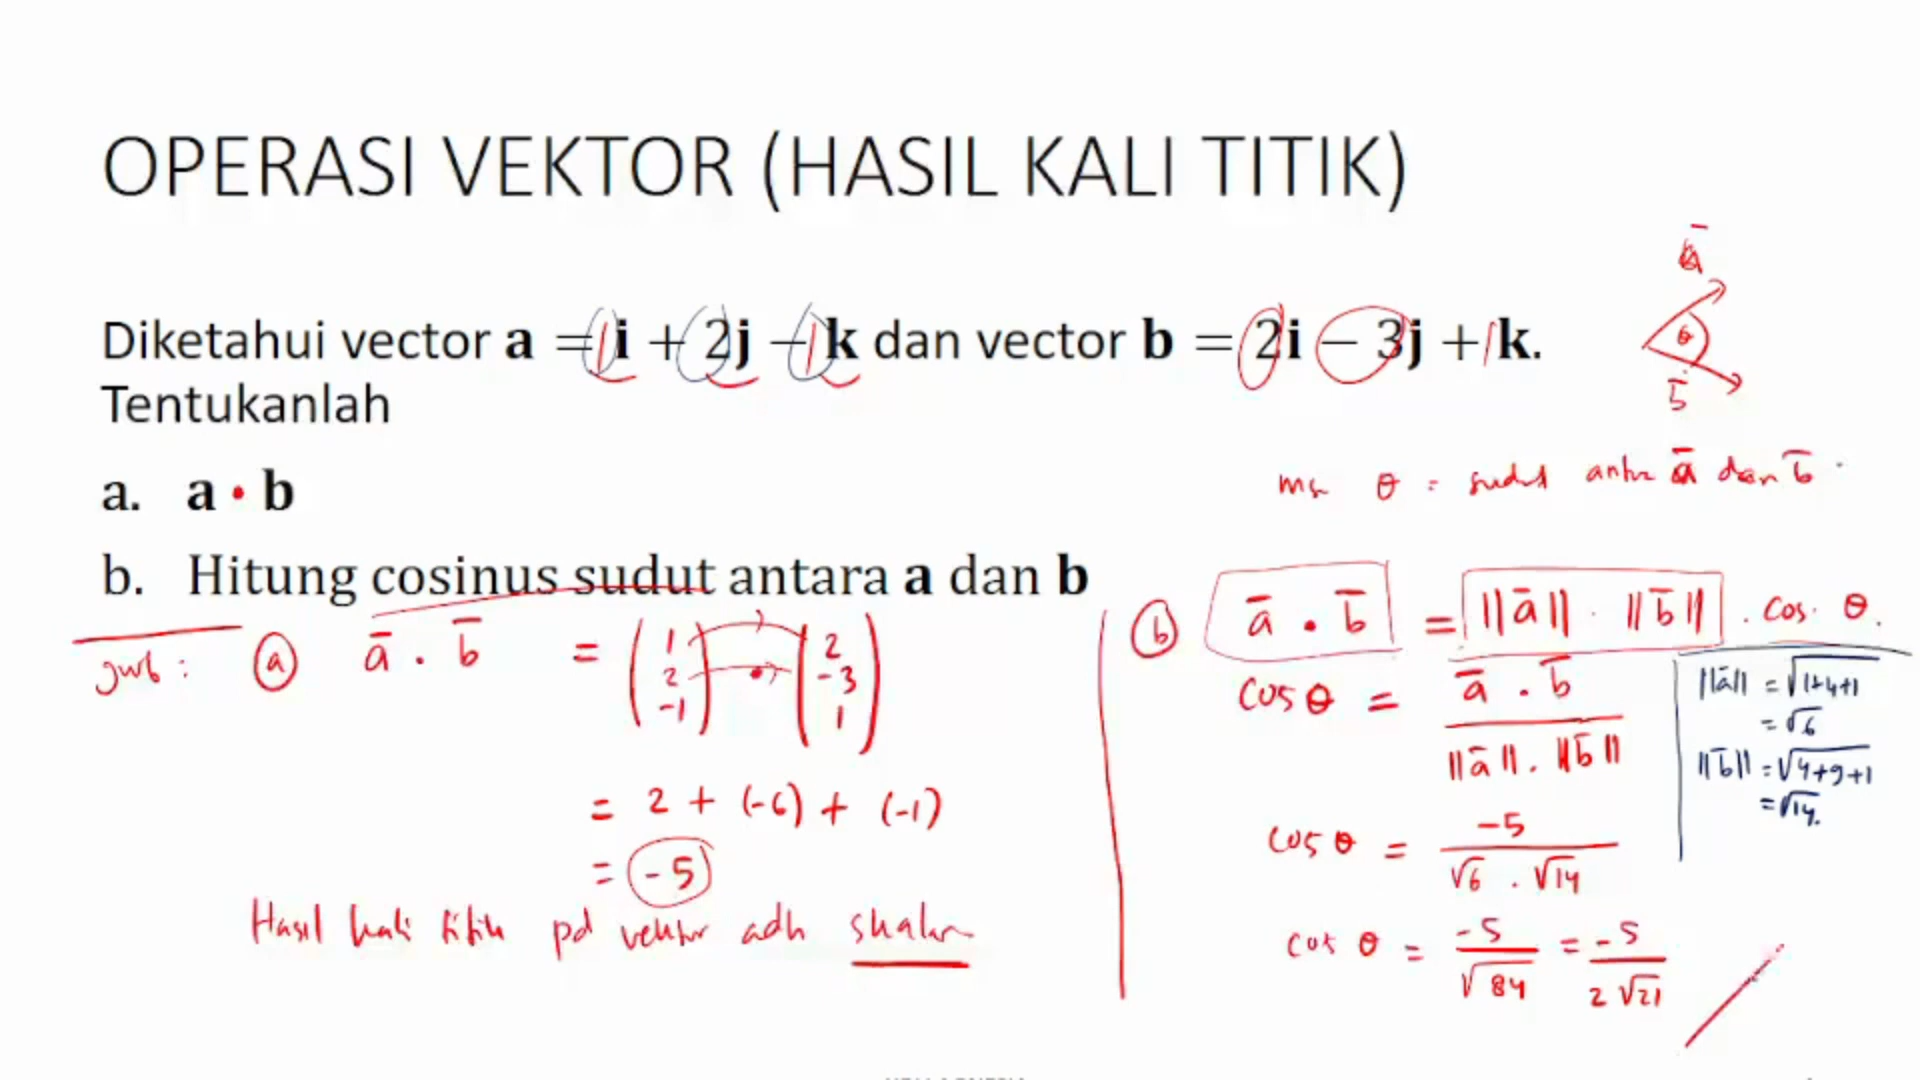 OPERASI VEKTOR (HASIL KALI TITIK)
Diketahui vector a = 1i + 2j − 1k dan vector b = 2i − 3j + 1k.
Tentukanlah
a. a • b
b. Hitung cosinus sudut antara a dan b
ā
θ
b̄
θ = sudut antr ā dan b̄
jwb : (a) ā . b̄ = (1 2 -1) • (2 -3 1)
= 2 + (-6) + (-1)
= -5
Hasil kali titik pd vektor adh skalar
(b) ā . b̄ = ||ā|| . ||b̄|| . cos θ.
cos θ = ā . b̄ / ||ā|| . ||b̄||
||ā|| = √1+4+1
= √6
||b̄|| = √4+9+1
= √14.
cos θ = -5 / √6 . √14
cos θ = -5 / √84 = -5 / 2√21